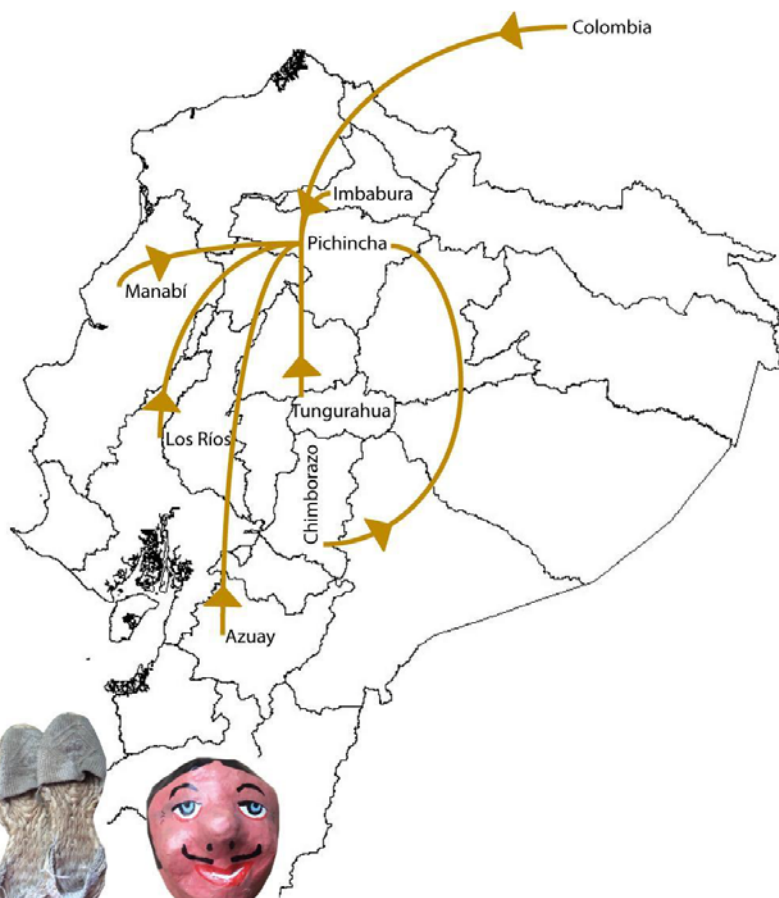 Colombia
Imbabura
Pichincha
Manabí
Tungurahua
Los Ríos
Chimborazo
Azuay